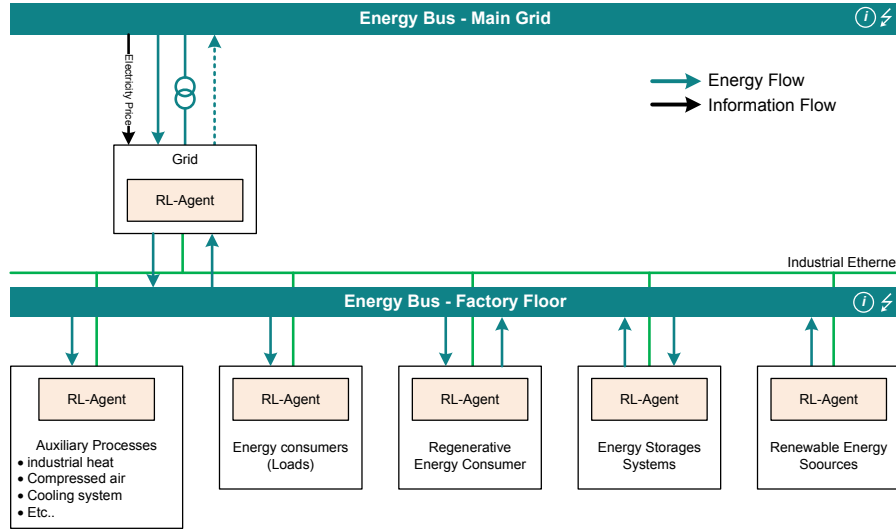 Energy Bus - Main Grid
i
Electricity Price
Energy Flow
Information Flow
Grid
RL-Agent
Industrial Etherne
Energy Bus - Factory Floor
i
RL-Agent
RL-Agent
RL-Agent
RL-Agent
RL-Agent
Auxiliary Processes
• industrial heat
• Compressed air
• Cooling system
• Etc..
Energy consumers
(Loads)
Regenerative
Energy Consumer
Energy Storages
Systems
Renewable Energy
Soources